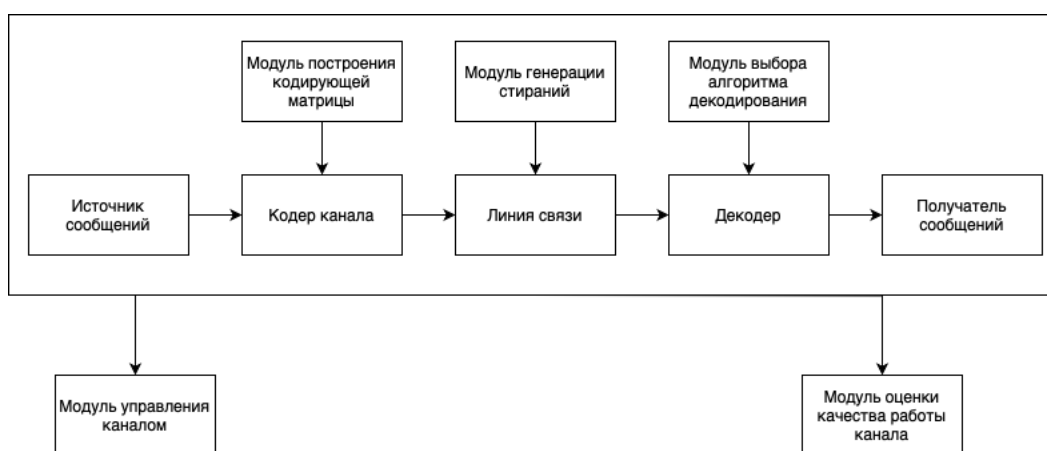 Модуль построения
кодирующей
матрицы
Модуль генерации
стираний
Модуль выбора
алгоритма
декодирования
Источник
сообщений
Кодер канала
Линия связи
Декодер
Получатель
сообщений
Модуль управления
каналом
Модуль оценки
качества работы
канала